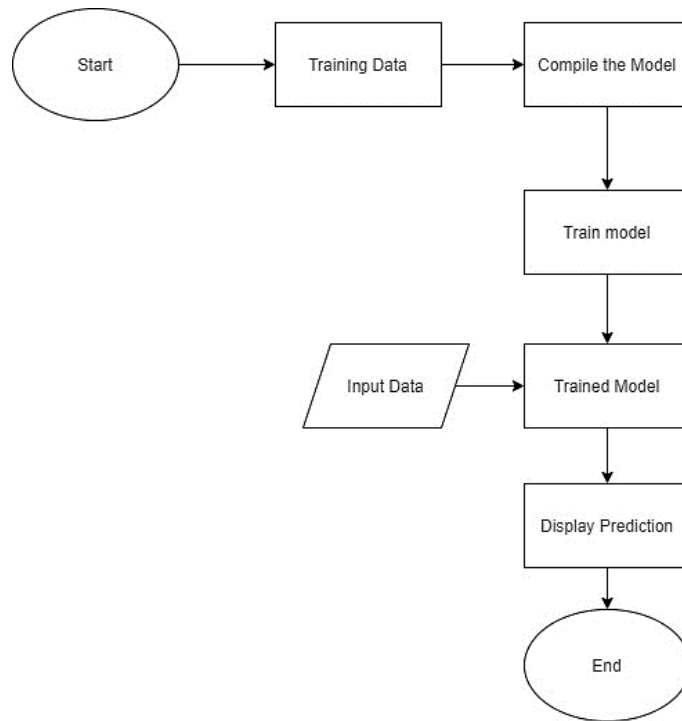 Start
Training Data
Compile the Model
Train model
Input Data
Trained Model
Display Prediction
End